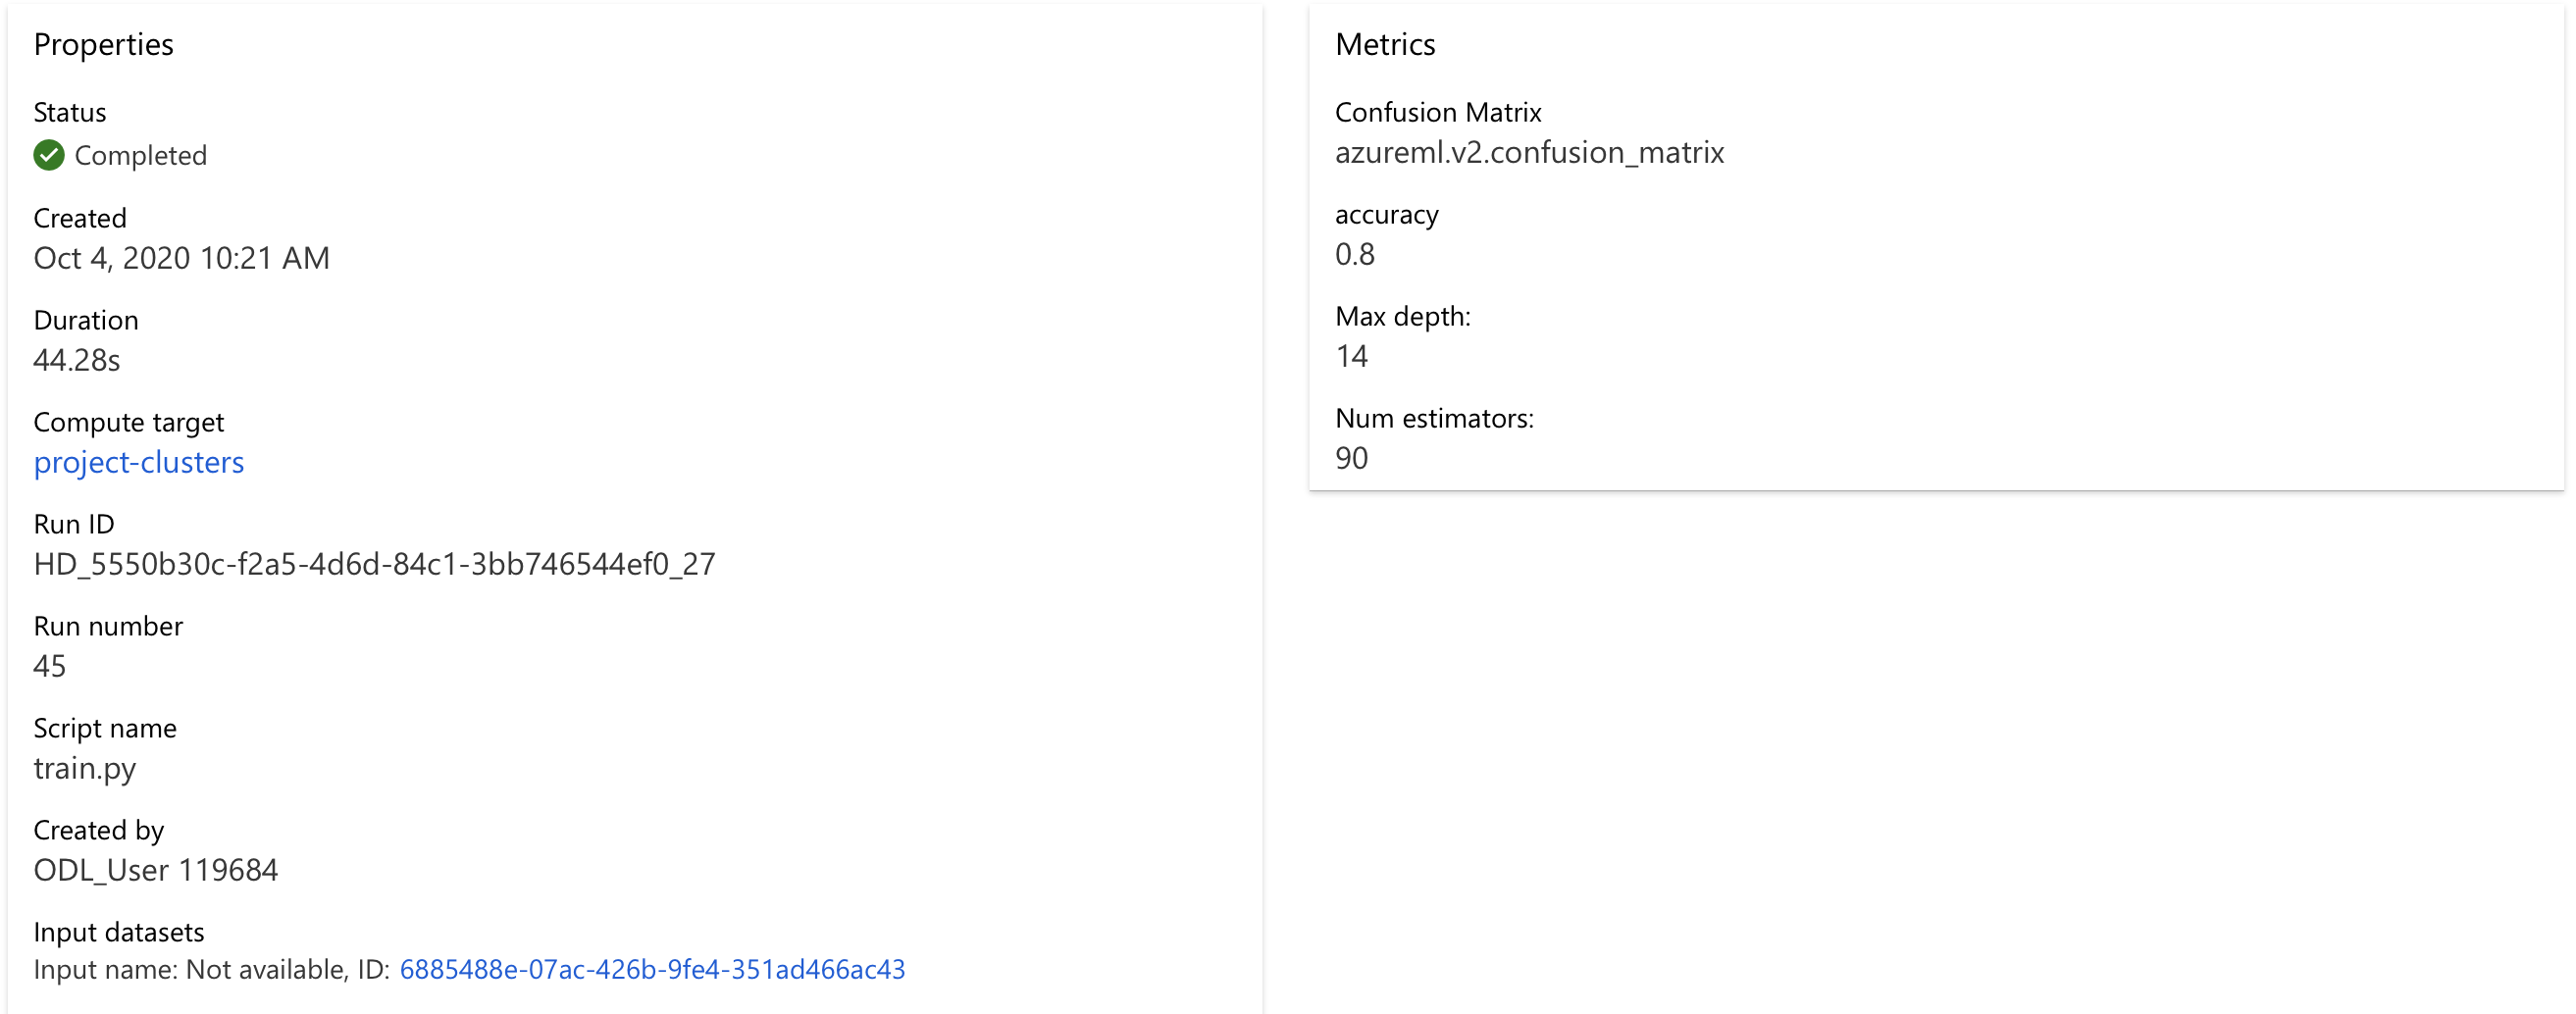 Properties
Status
Completed
Created
Oct 4, 2020 10:21 AM
Duration
44.28s
Compute target
project-clusters
Run ID
HD_5550b30c-f2a5-4d6d-84c1-3bb746544ef0_27
Run number
45
Script name
train.py
Created by
ODL_User 119684
Input datasets
Input name: Not available, ID: 6885488e-07ac-426b-9fe4-351ad466ac43
Metrics
Confusion Matrix
azureml.v2.confusion_matrix
accuracy
0.8
Max depth:
14
Num estimators:
90